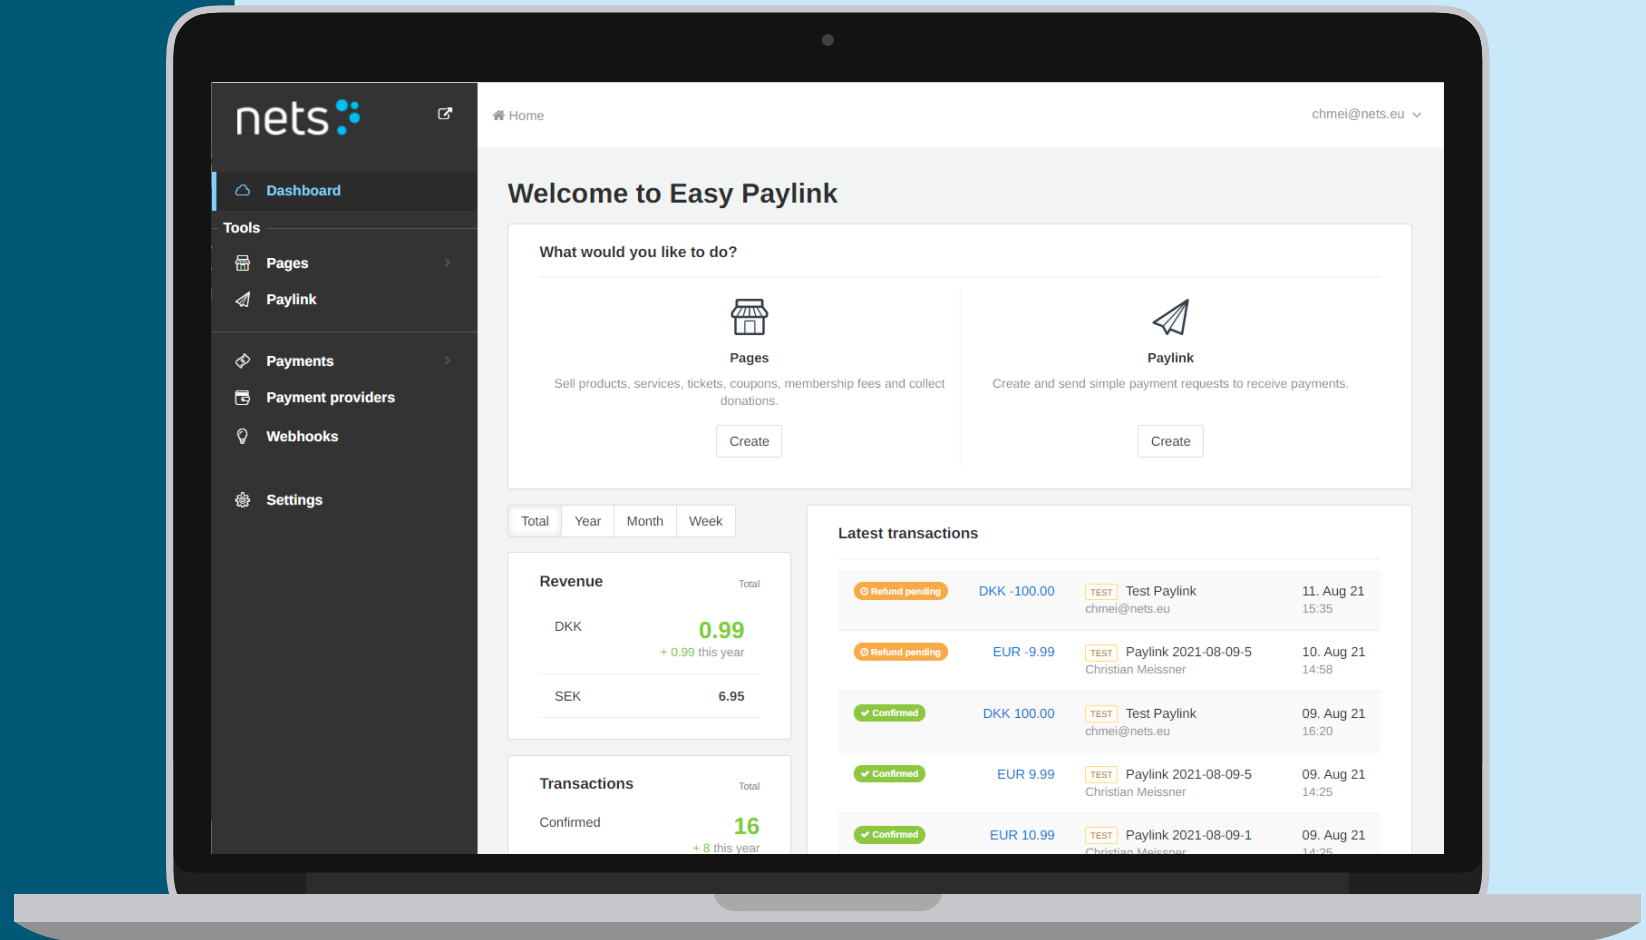 nets
Home
chmei@nets.eu
Dashboard
Tools
Pages
Paylink
Payments
Payment providers
Webhooks
Settings
Welcome to Easy Paylink
What would you like to do?
Pages
Sell products, services, tickets, coupons, membership fees and collect
donations.
Create
Paylink
Create and send simple payment requests to receive payments.
Create
Total Year Month Week
Revenue Total
DKK 0.99
+ 0.99 this year
SEK 6.95
Transactions Total
Confirmed 16
+ 8 this year
Latest transactions
Refund pending DKK -100.00 TEST Test Paylink 11. Aug 21
chmei@nets.eu 15:35
Refund pending EUR -9.99 TEST Paylink 2021-08-09-5 10. Aug 21
Christian Meissner 14:58
Confirmed DKK 100.00 TEST Test Paylink 09. Aug 21
chmei@nets.eu 16:20
Confirmed EUR 9.99 TEST Paylink 2021-08-09-5 09. Aug 21
Christian Meissner 14:25
Confirmed EUR 10.99 TEST Paylink 2021-08-09-1 09. Aug 21
Christian Meissner 14:25